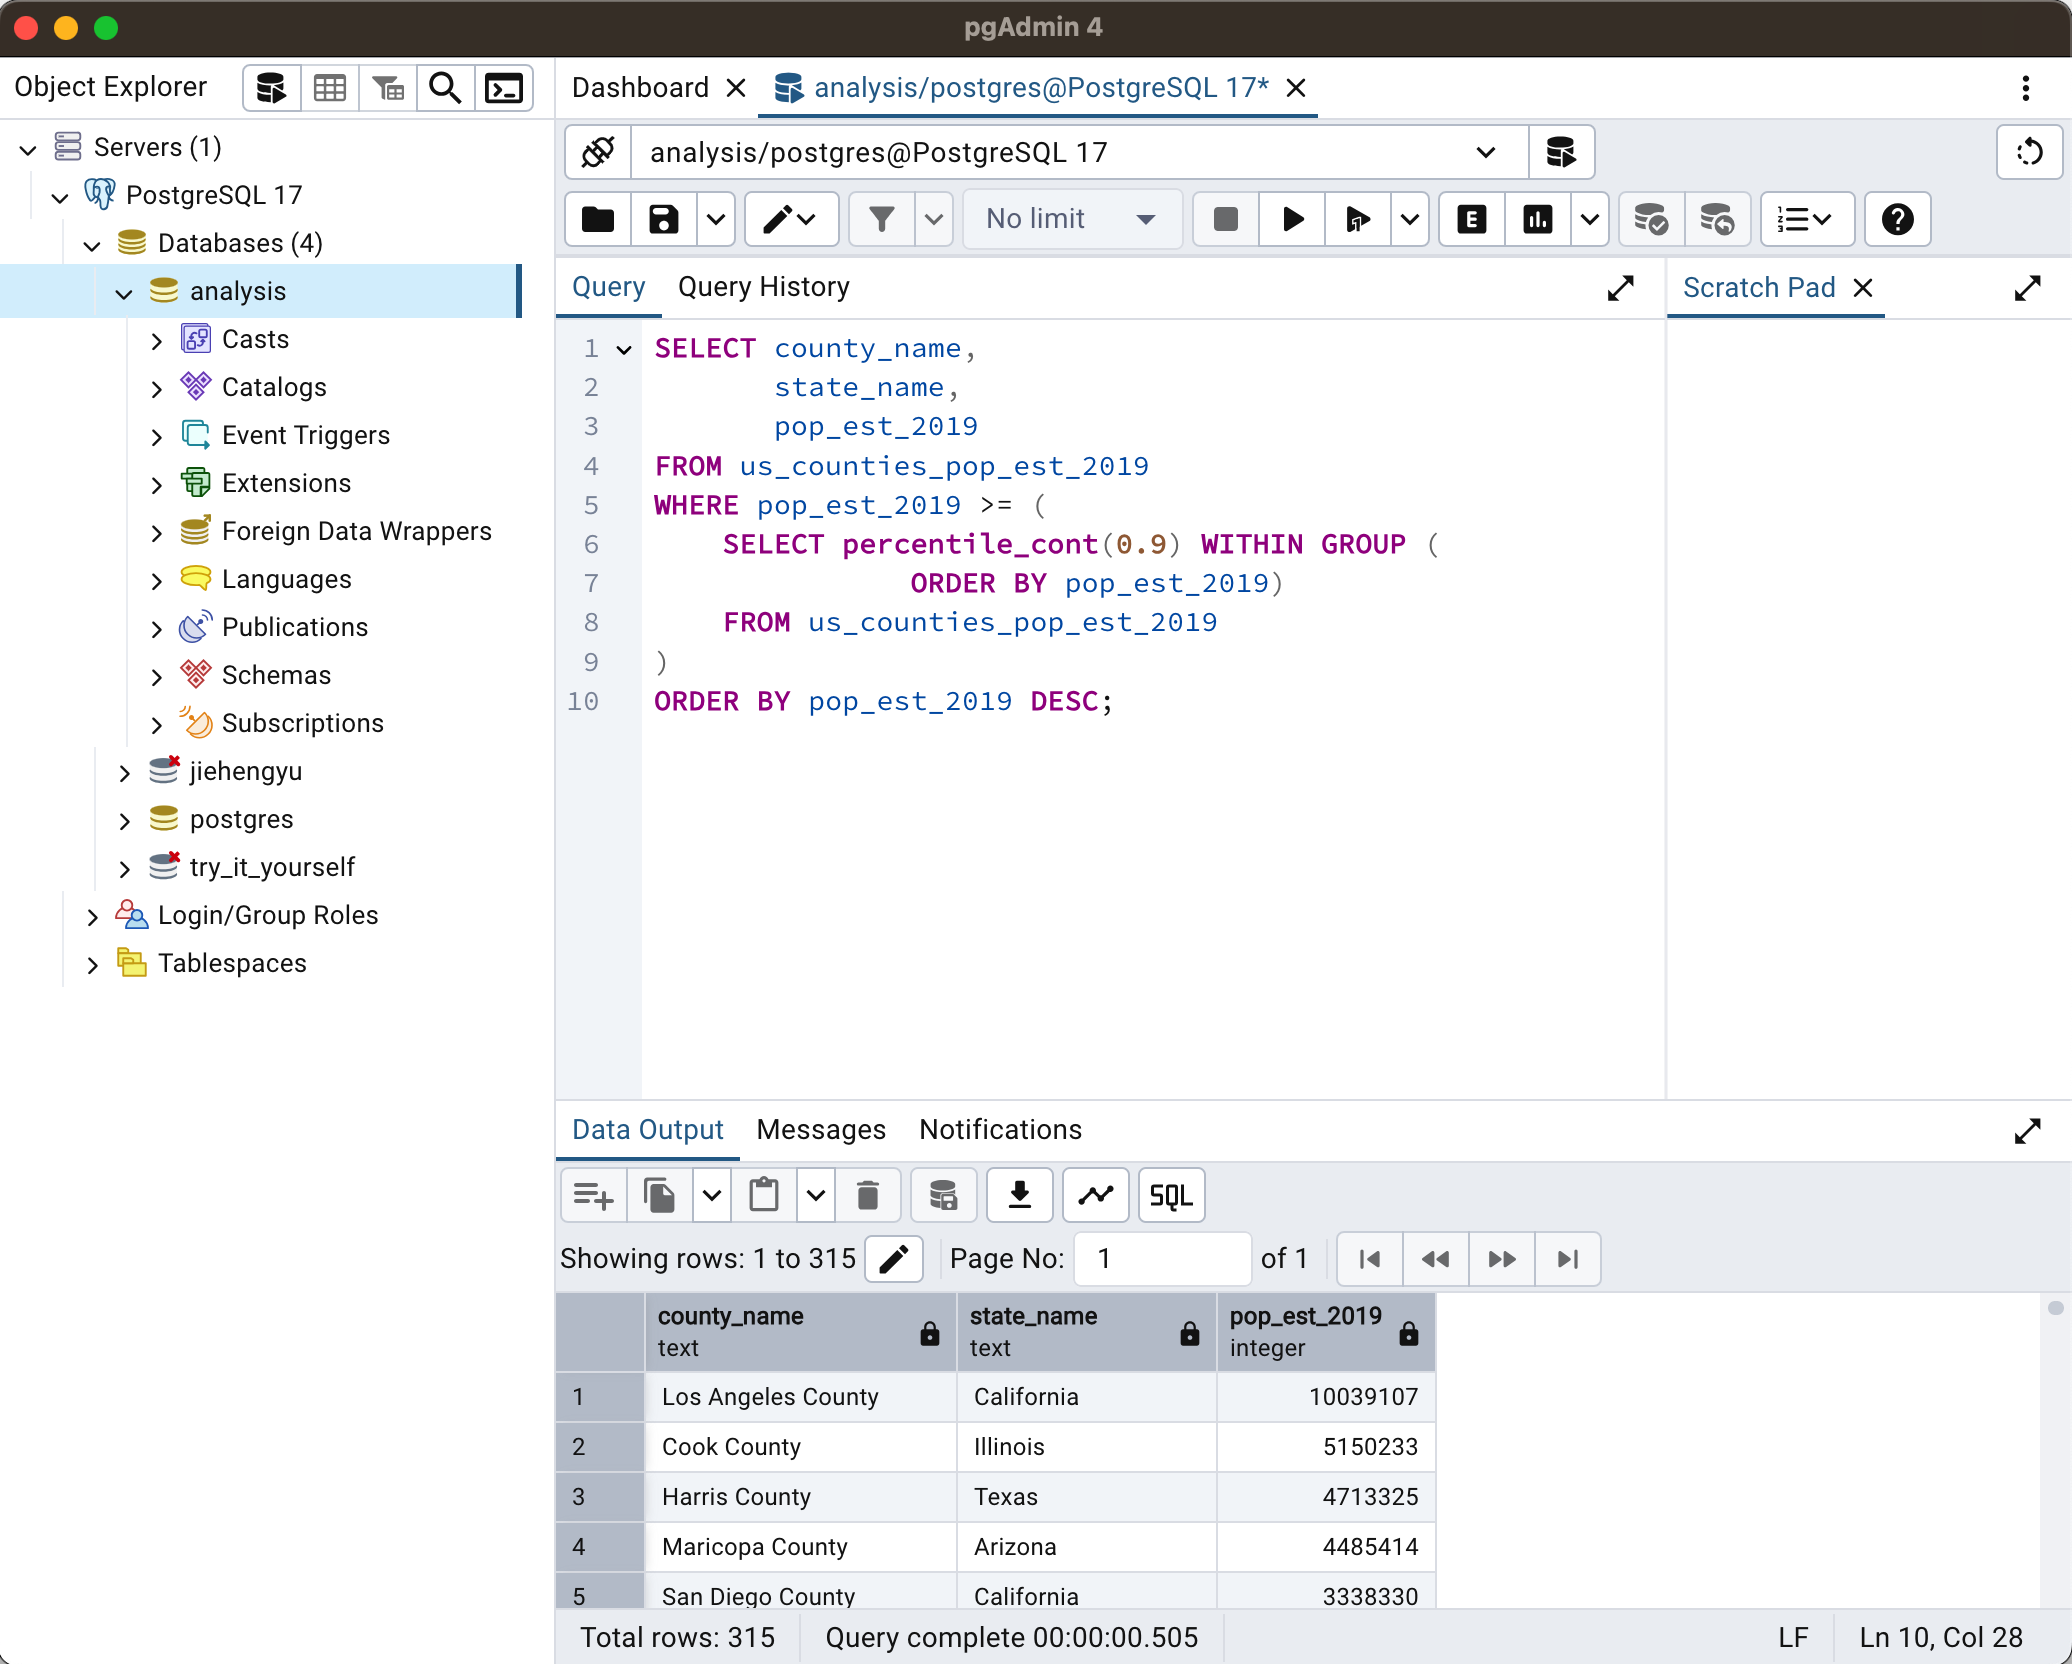 pgAdmin 4
Object Explorer
Servers (1)
PostgreSQL 17
Databases (4)
analysis
Casts
Catalogs
Event Triggers
Extensions
Foreign Data Wrappers
Languages
Publications
Schemas
Subscriptions
jiehengyu
postgres
try_it_yourself
Login/Group Roles
Tablespaces
Dashboard analysis/postgres@PostgreSQL 17*
analysis/postgres@PostgreSQL 17
No limit E
Query Query History Scratch Pad
1 SELECT county_name,
2 state_name,
3 pop_est_2019
4 FROM us_counties_pop_est_2019
5 WHERE pop_est_2019 >= (
6 SELECT percentile_cont(0.9) WITHIN GROUP (
7 ORDER BY pop_est_2019)
8 FROM us_counties_pop_est_2019
9 )
10 ORDER BY pop_est_2019 DESC;
Data Output Messages Notifications
SQL
Showing rows: 1 to 315 Page No: 1 of 1
county_name state_name pop_est_2019
text text integer
1 Los Angeles County California 10039107
2 Cook County Illinois 5150233
3 Harris County Texas 4713325
4 Maricopa County Arizona 4485414
5 San Diego County California 3338330
Total rows: 315 Query complete 00:00:00.505 LF Ln 10, Col 28